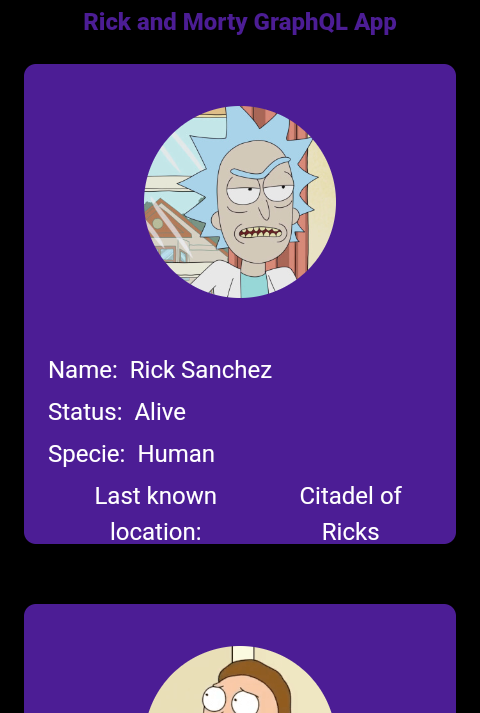 Rick and Morty GraphQL App
Name: Rick Sanchez
Status: Alive
Specie: Human
Last known location:
Citadel of Ricks